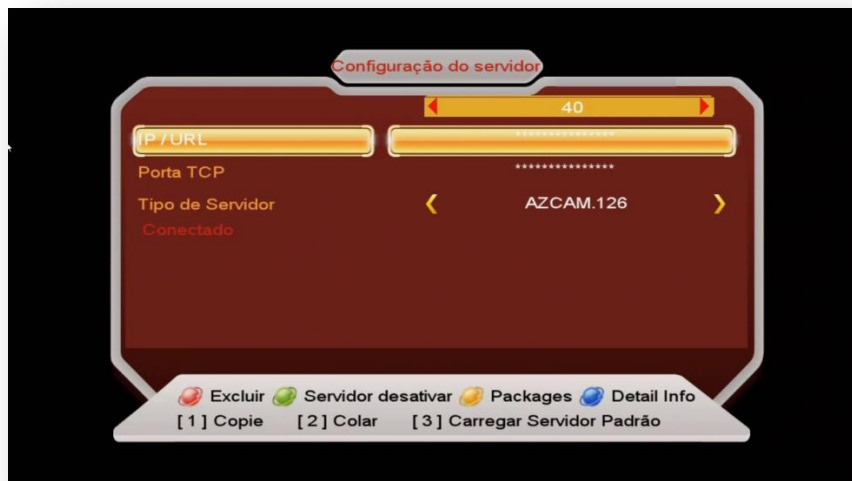 Configuração do servidor
40
IP / URL ***************
Porta TCP ***************
Tipo de Servidor AZCAM.126
Conectado
Excluir Servidor desativar Packages Detail Info
[ 1 ] Copie [ 2 ] Colar [ 3 ] Carregar Servidor Padrão